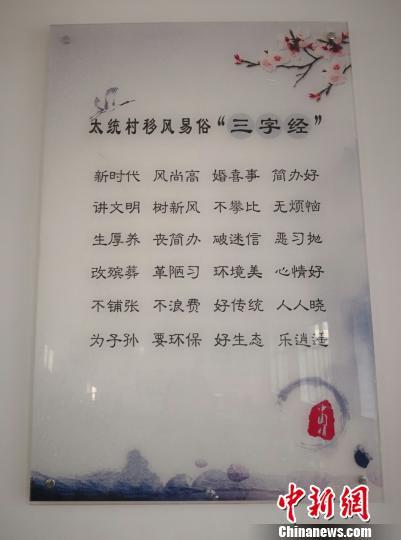 太统村移风易俗“三字经”
新时代 风尚高 婚喜事 简办好
讲文明 树新风 不攀比 无烦恼
生厚养 丧简办 破迷信 恶习抛
改殡葬 革陋习 环境美 心情好
不铺张 不浪费 好传统 人人晓
为子孙 要环保 好生态 乐逍遥
中国情
中新网
Chinanews.com